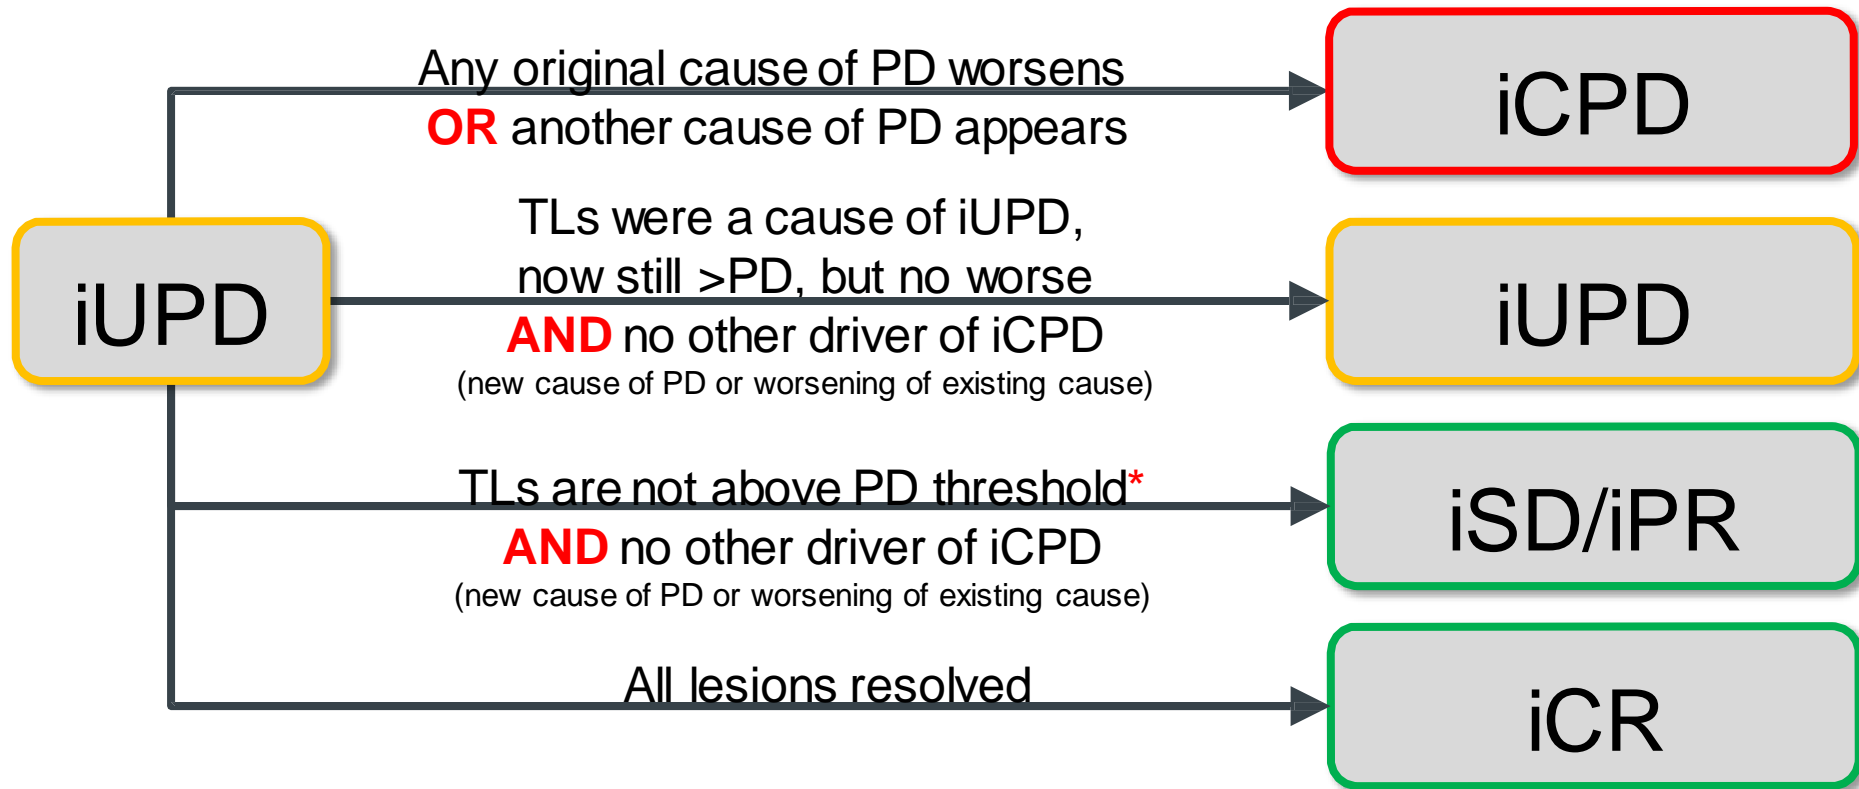 Any original cause of PD worsens
OR another cause of PD appears
iCPD
iUPD
TLs were a cause of iUPD,
now still >PD, but no worse
AND no other driver of iCPD
(new cause of PD or worsening of existing cause)
iUPD
TLs are not above PD threshold*
AND no other driver of iCPD
(new cause of PD or worsening of existing cause)
iSD/iPR
All lesions resolved
iCR